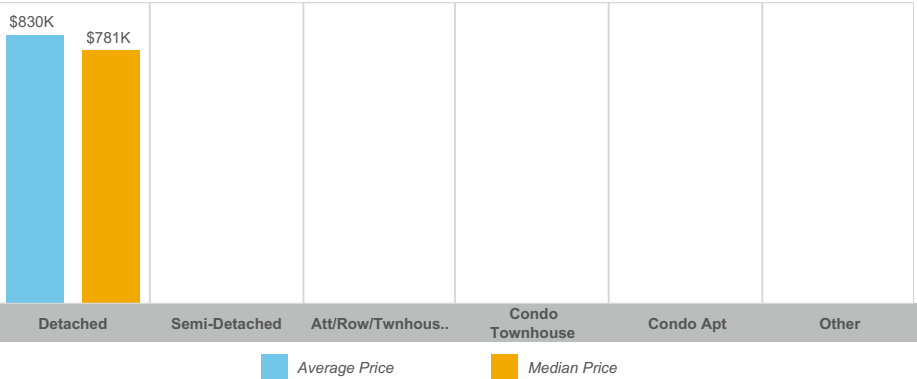 $830K
$781K
Detached
Semi-Detached
Att/Row/Twnhous..
Condo
Townhouse
Condo Apt
Other
Average Price
Median Price